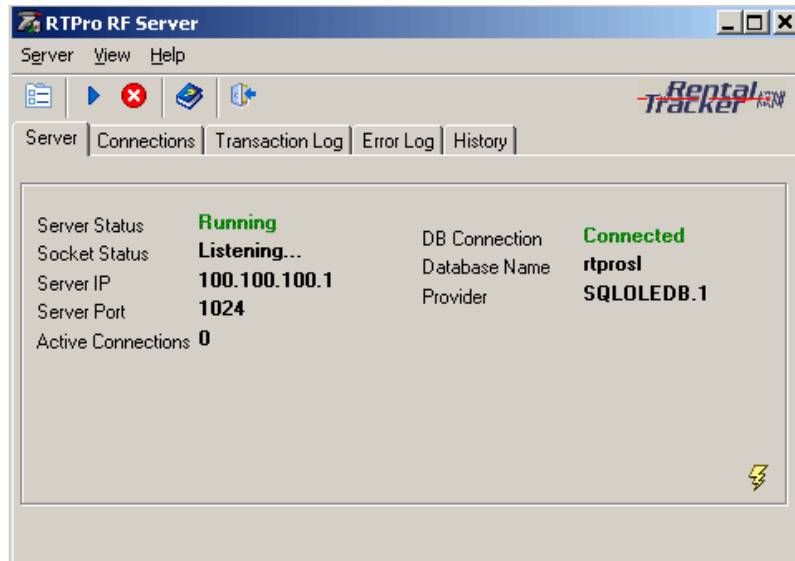 RTPro RF Server
Server View Help
Rental
Tracker
Server Connections Transaction Log Error Log History
Server Status Running
Socket Status Listening...
Server IP 100.100.100.1
Server Port 1024
Active Connections 0
DB Connection Connected
Database Name rtprosl
Provider SQLOLEDB.1